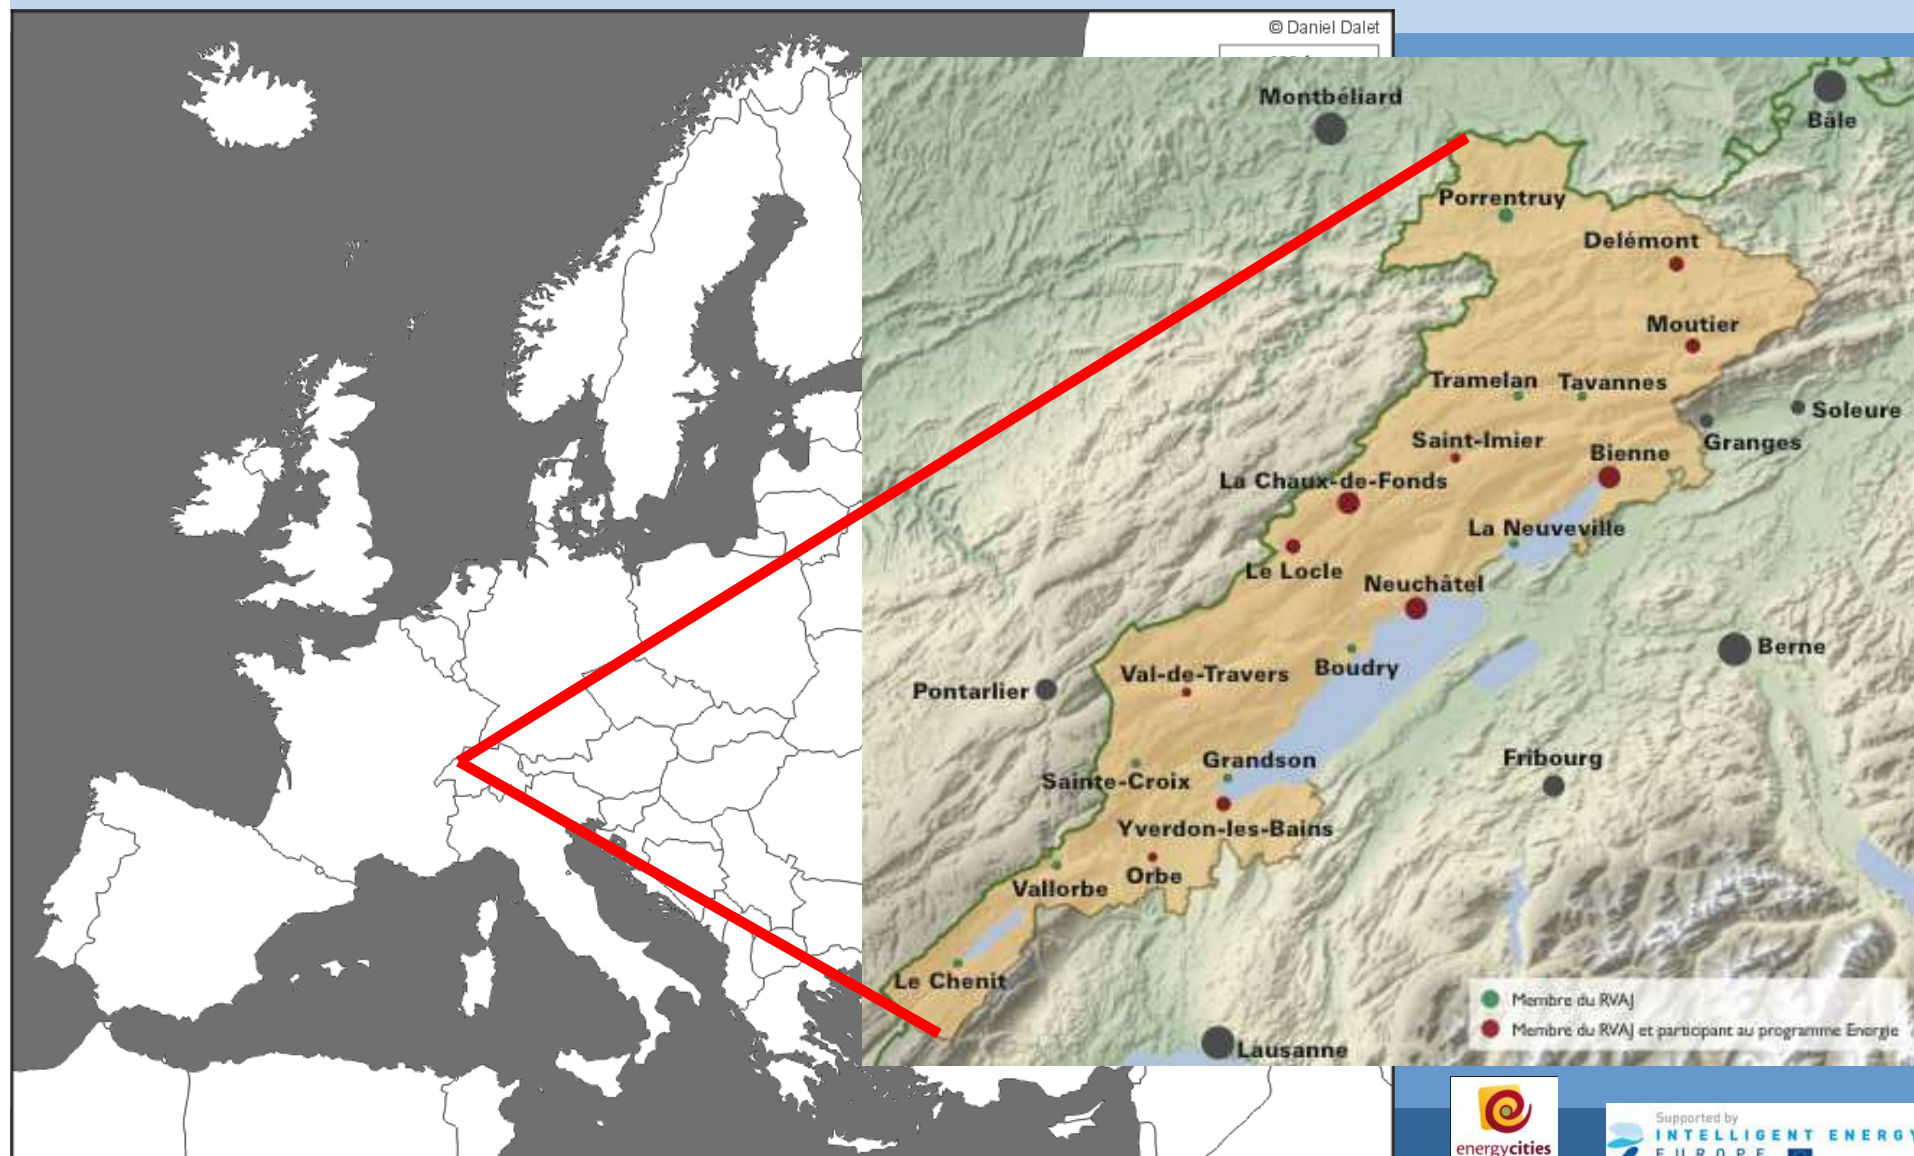 © Daniel Dalet
Montbéliard
Bâle
Porrentruy
Delémont
Moutier
Tramelan
Tavannes
Soleure
Granges
Saint-Imier
Bienne
La Chaux-de-Fonds
La Neuveville
Le Locle
Neuchâtel
Berne
Val-de-Travers
Boudry
Pontarlier
Grandson
Fribourg
Sainte-Croix
Yverdon-les-Bains
Orbe
Vallorbe
Le Chenit
Membre du RVAJ
Membre du RVAJ et participant au programme Energie
Lausanne
energycities
Supported by
INTELLIGENT ENERGY
EUROPE